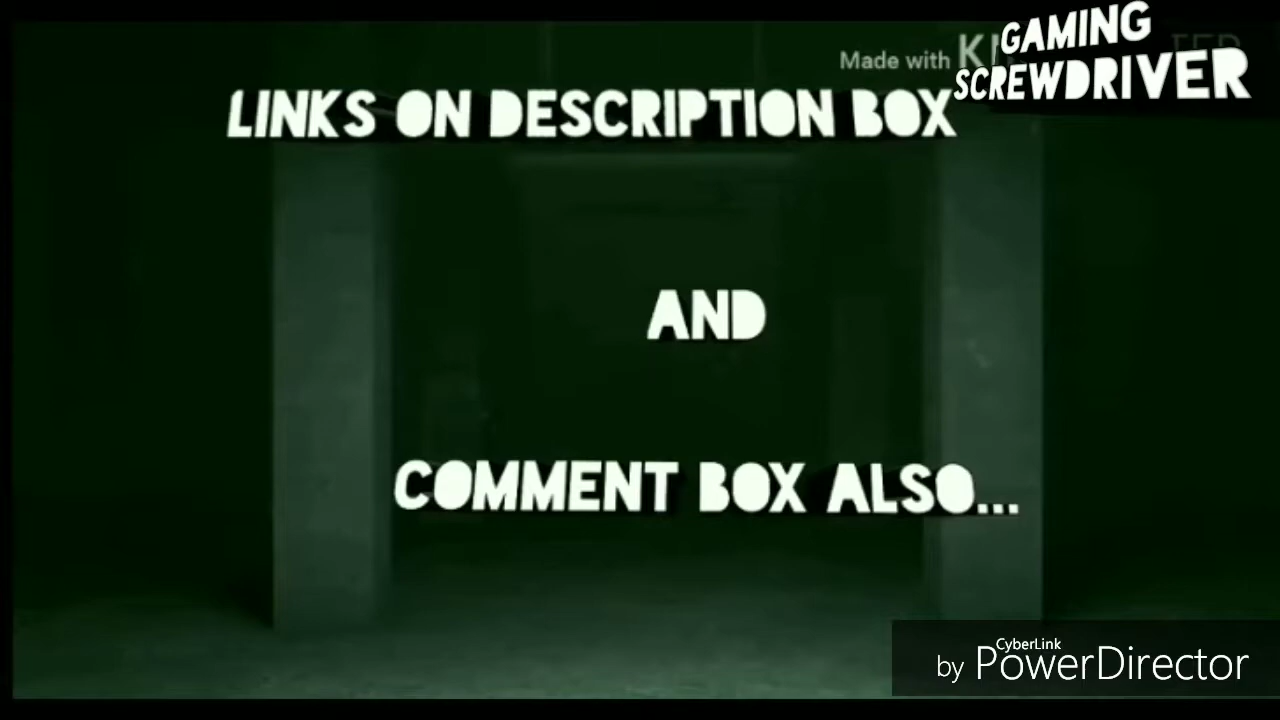 GAMING
SCREWDRIVER
Made with
LINKS ON DESCRIPTION BOX
AND
COMMENT BOX ALSO...
CyberLink
by PowerDirector